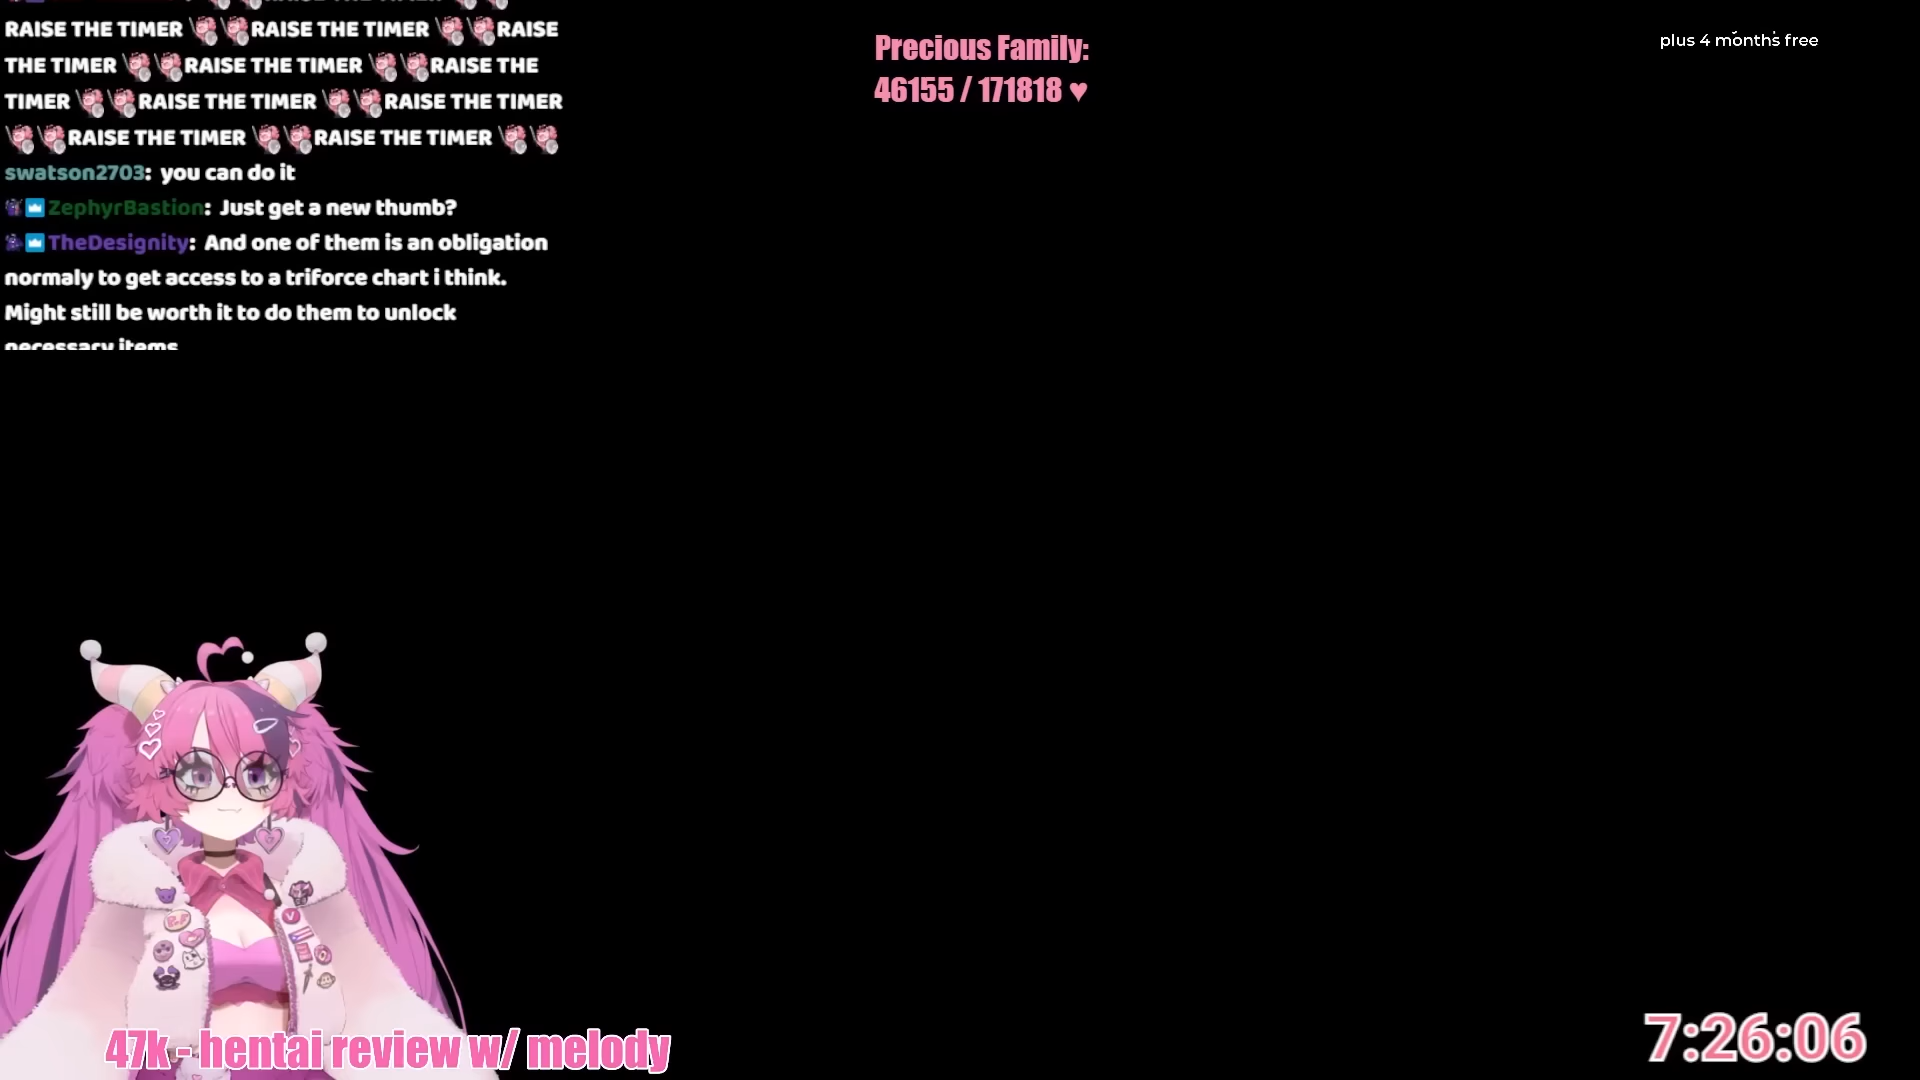 RAISE THE TIMER RAISE THE TIMER RAISE
THE TIMER RAISE THE TIMER RAISE THE
TIMER RAISE THE TIMER RAISE THE TIMER
RAISE THE TIMER RAISE THE TIMER
swatson2703: you can do it
ZephyrBastion: Just get a new thumb?
TheDesignity: And one of them is an obligation
normaly to get access to a triforce chart i think.
Might still be worth it to do them to unlock
necessary items
Precious Family:
46155 / 171818 ♥
plus 4 months free
47k - hentai review w/ melody
7:26:06